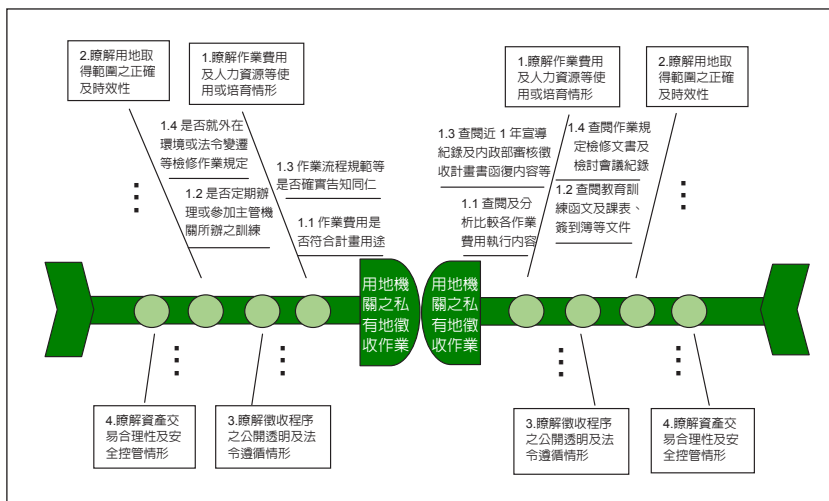 2.瞭解用地取
得範圍之正確
及時效性
1.瞭解作業費用
及人力資源等使
用或培育情形
1.4 是否就外在
環境或法令變遷
等檢修作業規定
1.3 作業流程規範等
是否確實告知同仁
1.2 是否定期辦
理或參加主管機
關所辦之訓練
1.1 作業費用是
否符合計畫用途
用地機
關之私
有地徵
收作業
4.瞭解資產交
易合理性及安
全控管情形
3.瞭解徵收程序
之公開透明及法
令遵循情形
1.瞭解作業費用
及人力資源等使
用或培育情形
2.瞭解用地取
得範圍之正確
及時效性
1.3 查閱近 1 年宣導
紀錄及內政部審核徵
收計畫書函復內容等
1.4 查閱作業規
定檢修文書及
檢討會議紀錄
1.1 查閱及分
析比較各作業
費用執行內容
1.2 查閱教育訓
練函文及課表、
簽到簿等文件
用地機
關之私
有地徵
收作業
3.瞭解徵收程序
之公開透明及法
令遵循情形
4.瞭解資產交
易合理性及安
全控管情形